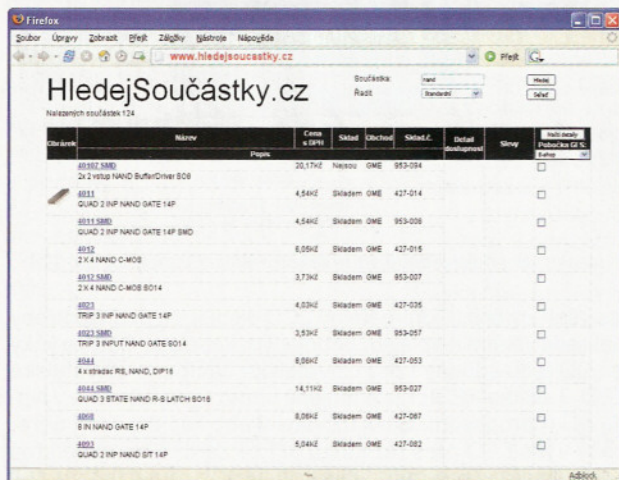 Firefox
Soubor Úpravy Zobrazit Přejít Záložky Nástroje Nápověda
www.hledejsoucastky.cz Přejít
HledejSoučástky.cz
Součástka: nand Hledej
Řadit Standardní Seřaď
Nalezených součástek 124
Obrázek Název Cena s DPH Sklad Obchod Sklad.č. Detail dostupnost Slevy Načti detaily
Popis Pobočka GES:
Eshop
40107 SMD 20,17Kč Nejsou GME 953-094
2x 2 vstup NAND Buffer/Driver SO8
4011 4,54Kč Skladem GME 427-014
QUAD 2 INP NAND GATE 14P
4011 SMD 4,54Kč Skladem GME 953-006
QUAD 2 INP NAND GATE 14P SMD
4012 6,05Kč Skladem GME 427-015
2 X 4 NAND C-MOS
4012 SMD 3,73Kč Skladem GME 953-007
2 X 4 NAND C-MOS SO14
4023 4,03Kč Skladem GME 427-035
TRIP 3 INP NAND GATE 14P
4023 SMD 3,53Kč Skladem GME 953-057
TRIP 3 INPUT NAND GATE SO14
4044 8,06Kč Skladem GME 427-053
4 x stradac RS, NAND, DIP16
4044 SMD 14,11Kč Skladem GME 953-027
QUAD 3 STATE NAND R-S LATCH SO16
4068 8,06Kč Skladem GME 427-067
8 IN NAND GATE 14P
4093 5,04Kč Skladem GME 427-082
QUAD 2 INP NAND S/T 14P
Adblock